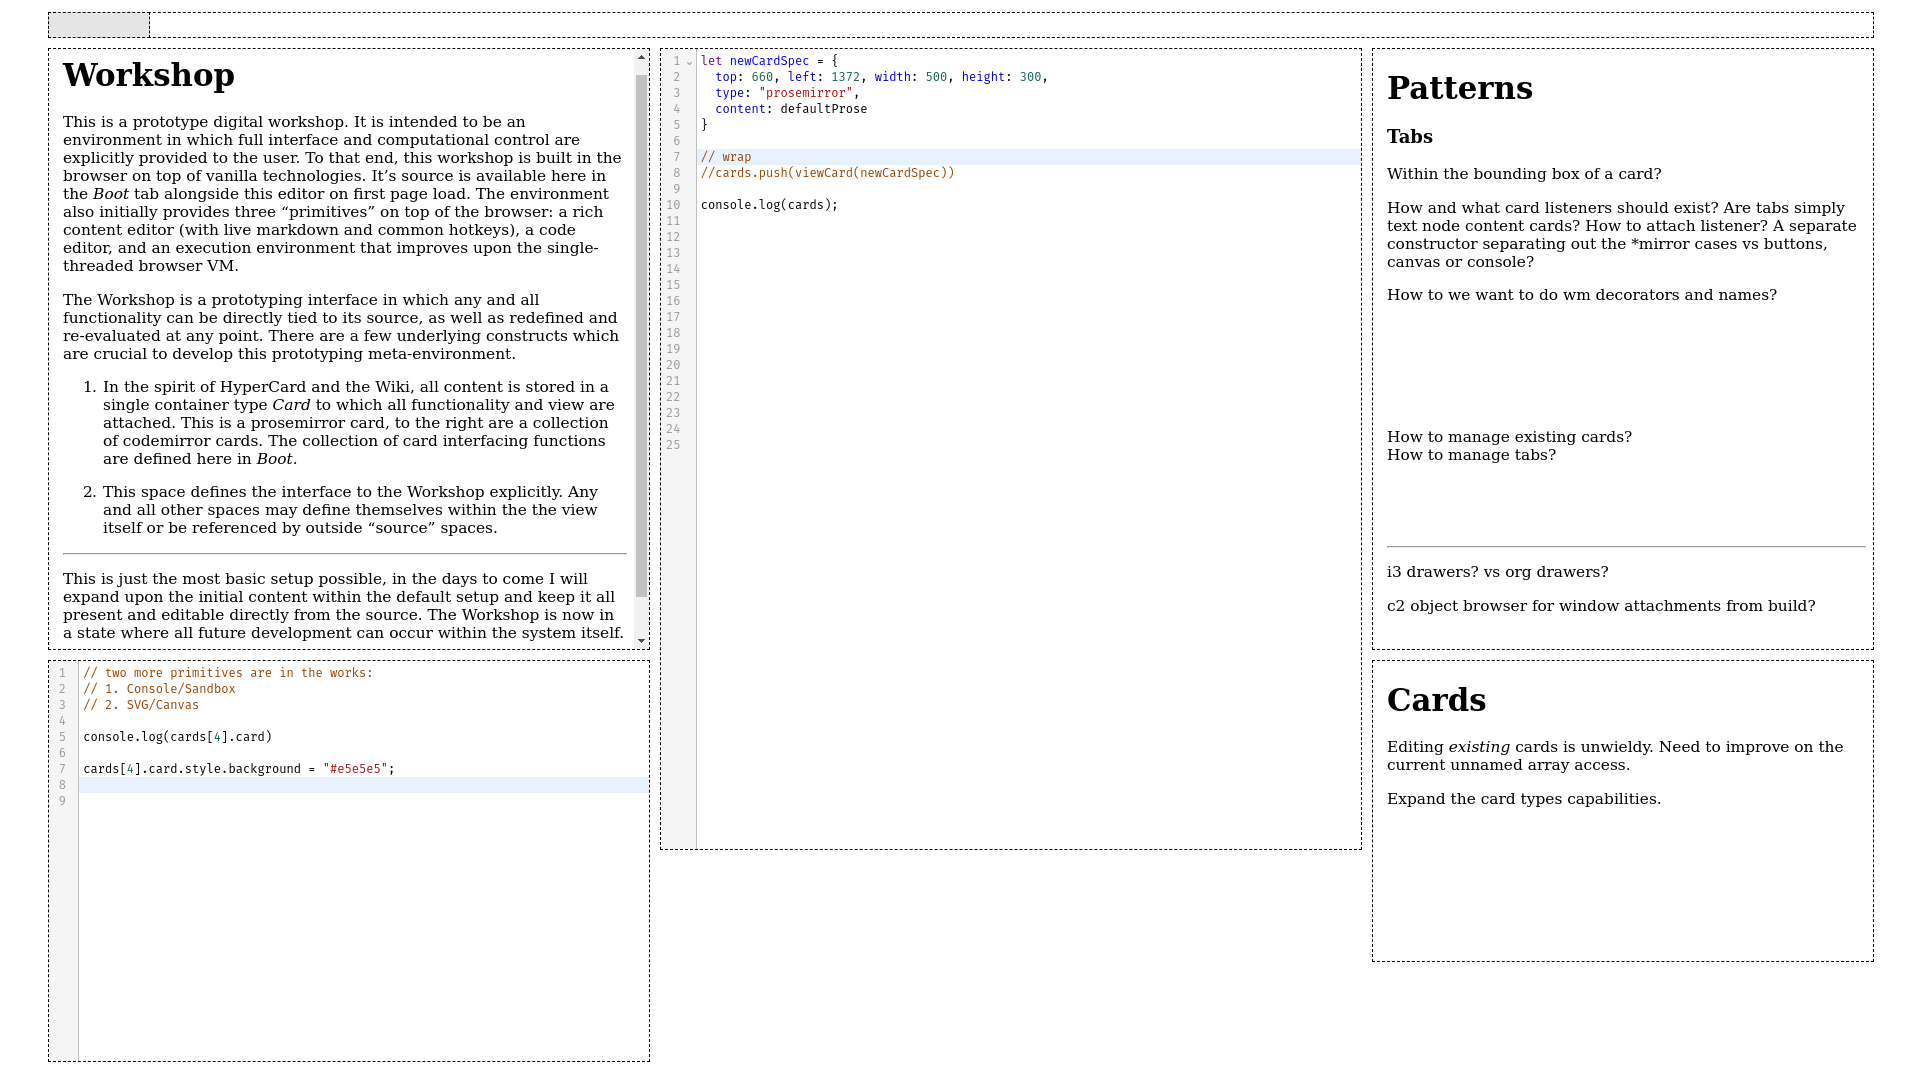 Workshop
This is a prototype digital workshop. It is intended to be an
environment in which full interface and computational control are
explicitly provided to the user. To that end, this workshop is built in the
browser on top of vanilla technologies. It’s source is available here in
the Boot tab alongside this editor on first page load. The environment
also initially provides three “primitives” on top of the browser: a rich
content editor (with live markdown and common hotkeys), a code
editor, and an execution environment that improves upon the single-
threaded browser VM.
The Workshop is a prototyping interface in which any and all
functionality can be directly tied to its source, as well as redefined and
re-evaluated at any point. There are a few underlying constructs which
are crucial to develop this prototyping meta-environment.
1. In the spirit of HyperCard and the Wiki, all content is stored in a
single container type Card to which all functionality and view are
attached. This is a prosemirror card, to the right are a collection
of codemirror cards. The collection of card interfacing functions
are defined here in Boot.
2. This space defines the interface to the Workshop explicitly. Any
and all other spaces may define themselves within the the view
itself or be referenced by outside “source” spaces.
This is just the most basic setup possible, in the days to come I will
expand upon the initial content within the default setup and keep it all
present and editable directly from the source. The Workshop is now in
a state where all future development can occur within the system itself.
1 // two more primitives are in the works:
2 // 1. Console/Sandbox
3 // 2. SVG/Canvas
4
5 console.log(cards[4].card)
6
7 cards[4].card.style.background = "#e5e5e5";
8
9
1 let newCardSpec = {
2 top: 660, left: 1372, width: 500, height: 300,
3 type: "prosemirror",
4 content: defaultProse
5 }
6
7 // wrap
8 //cards.push(viewCard(newCardSpec))
9
10 console.log(cards);
11
12
13
14
15
16
17
18
19
20
21
22
23
24
25
Patterns
Tabs
Within the bounding box of a card?
How and what card listeners should exist? Are tabs simply
text node content cards? How to attach listener? A separate
constructor separating out the *mirror cases vs buttons,
canvas or console?
How to we want to do wm decorators and names?
How to manage existing cards?
How to manage tabs?
i3 drawers? vs org drawers?
c2 object browser for window attachments from build?
Cards
Editing existing cards is unwieldy. Need to improve on the
current unnamed array access.
Expand the card types capabilities.